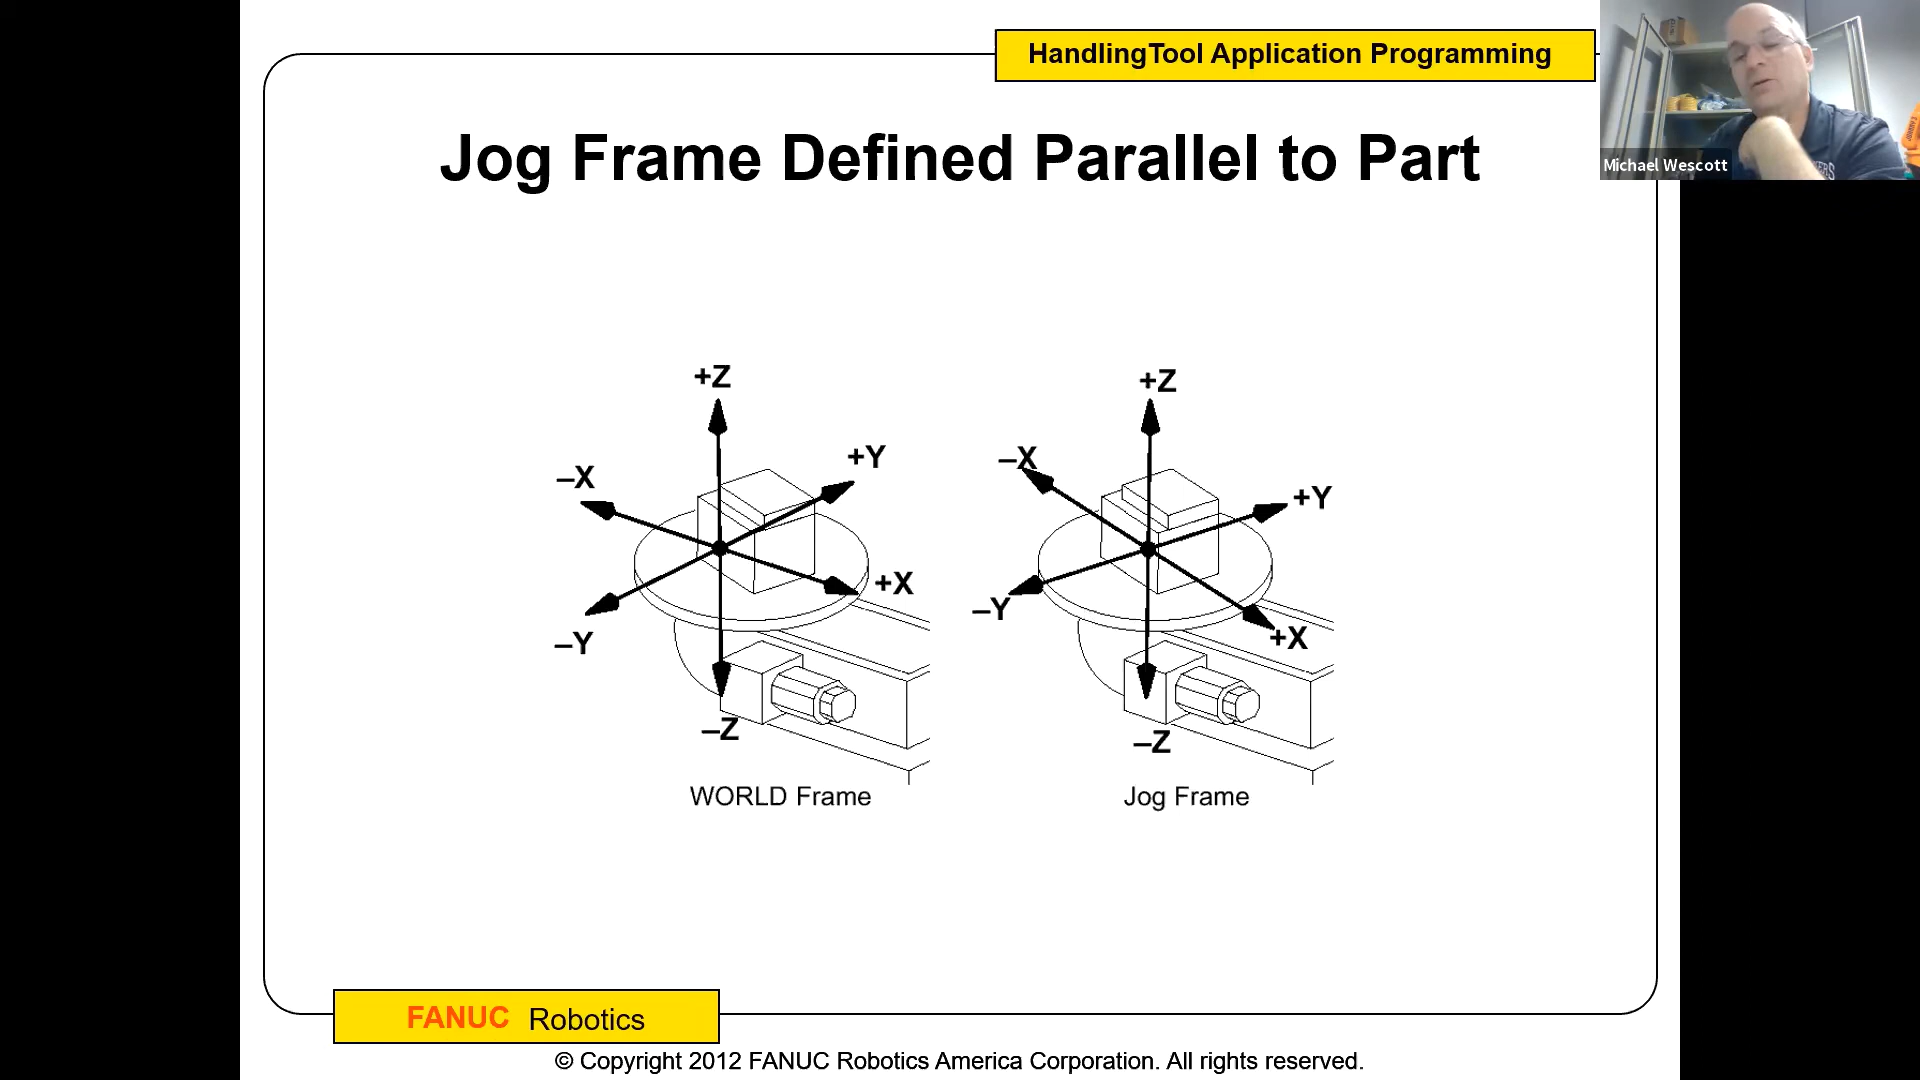 HandlingTool Application Programming
Michael Wescott
Jog Frame Defined Parallel to Part
+Z
–X
+Y
+X
–Y
–Z
WORLD Frame
+Z
–X
+Y
–Y
+X
–Z
Jog Frame
FANUC Robotics
© Copyright 2012 FANUC Robotics America Corporation. All rights reserved.